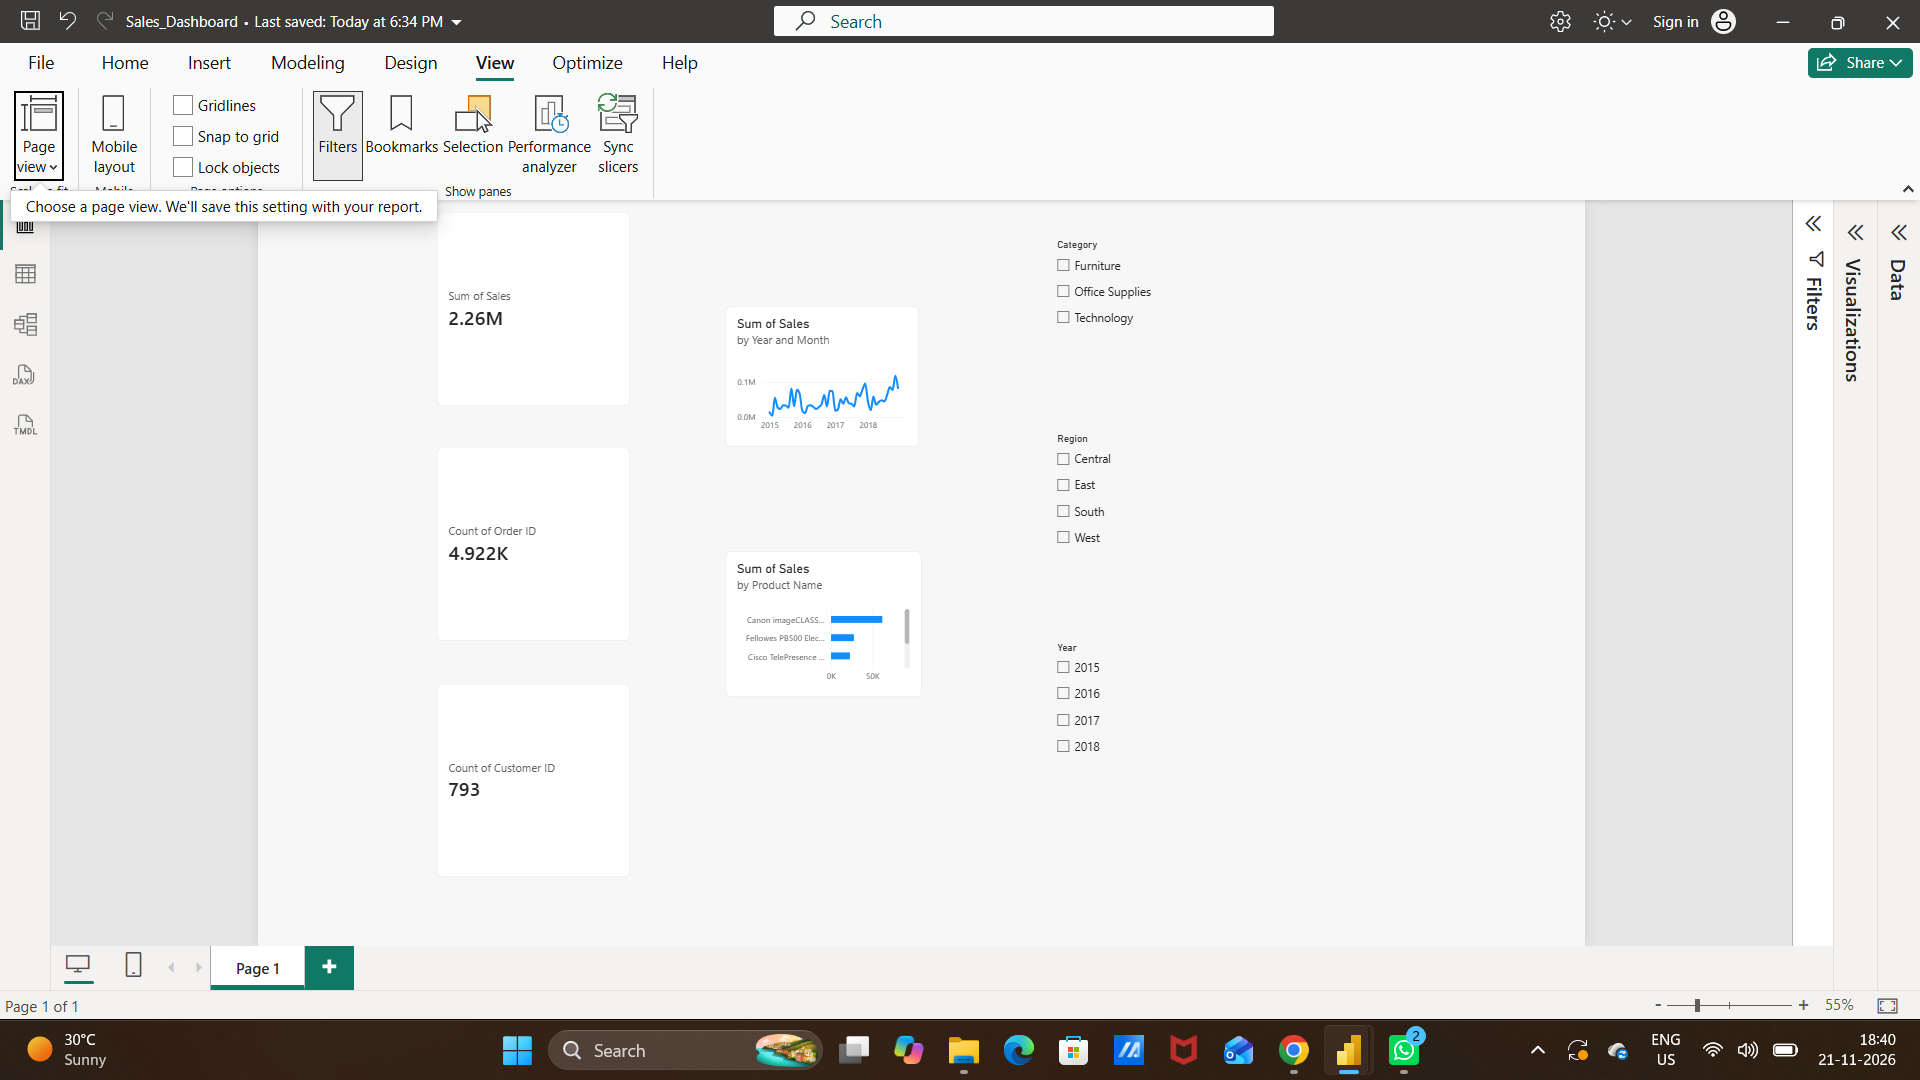 Sales_Dashboard • Last saved: Today at 6:34 PM
Search
Sign in
File
Home
Insert
Modeling
Design
View
Optimize
Help
Share
Page view
Mobile layout
Gridlines
Snap to grid
Lock objects
Filters
Bookmarks
Selection
Performance analyzer
Sync slicers
Show panes
Choose a page view. We'll save this setting with your report.
DAX
TMDL
Sum of Sales
2.26M
Count of Order ID
4.922K
Count of Customer ID
793
Sum of Sales
by Year and Month
0.1M
0.0M
2015 2016 2017 2018
Sum of Sales
by Product Name
Canon imageCLASS...
Fellowes PB500 Elec...
Cisco TelePresence ...
0K 50K
Category
Furniture
Office Supplies
Technology
Region
Central
East
South
West
Year
2015
2016
2017
2018
Filters
Visualizations
Data
Page 1
Page 1 of 1
- + 55%
30°C
Sunny
Search
2
ENG
US
18:40
21-11-2026